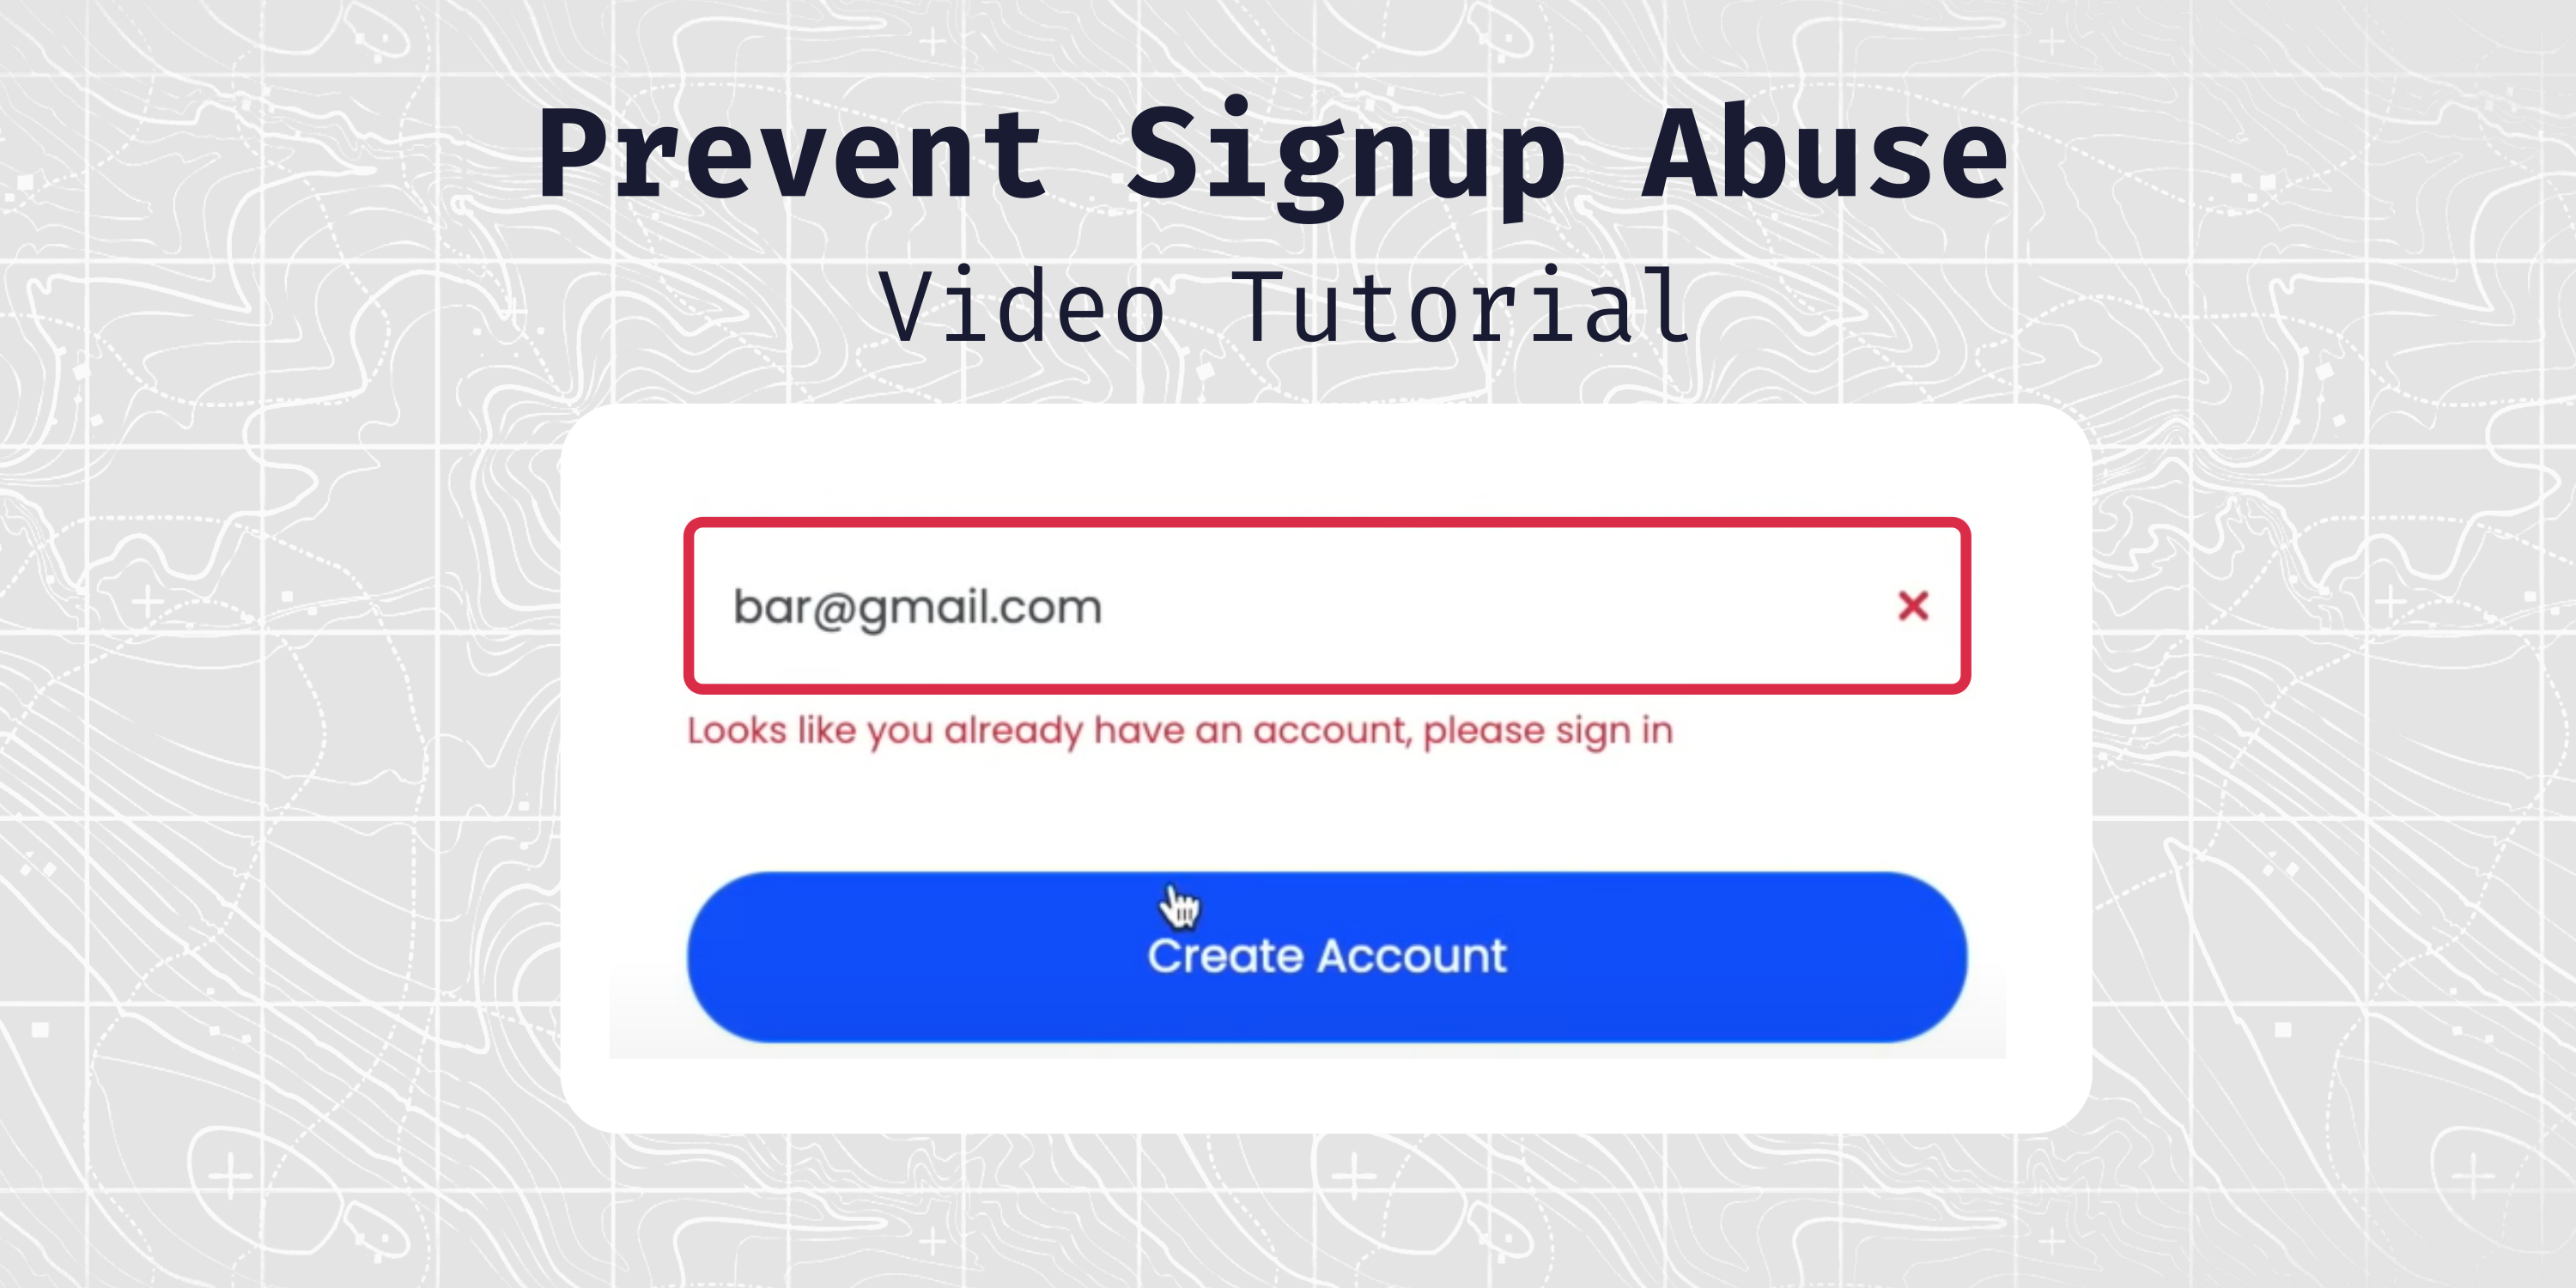 Prevent Signup Abuse
Video Tutorial
bar@gmail.com
Looks like you already have an account, please sign in
Create Account